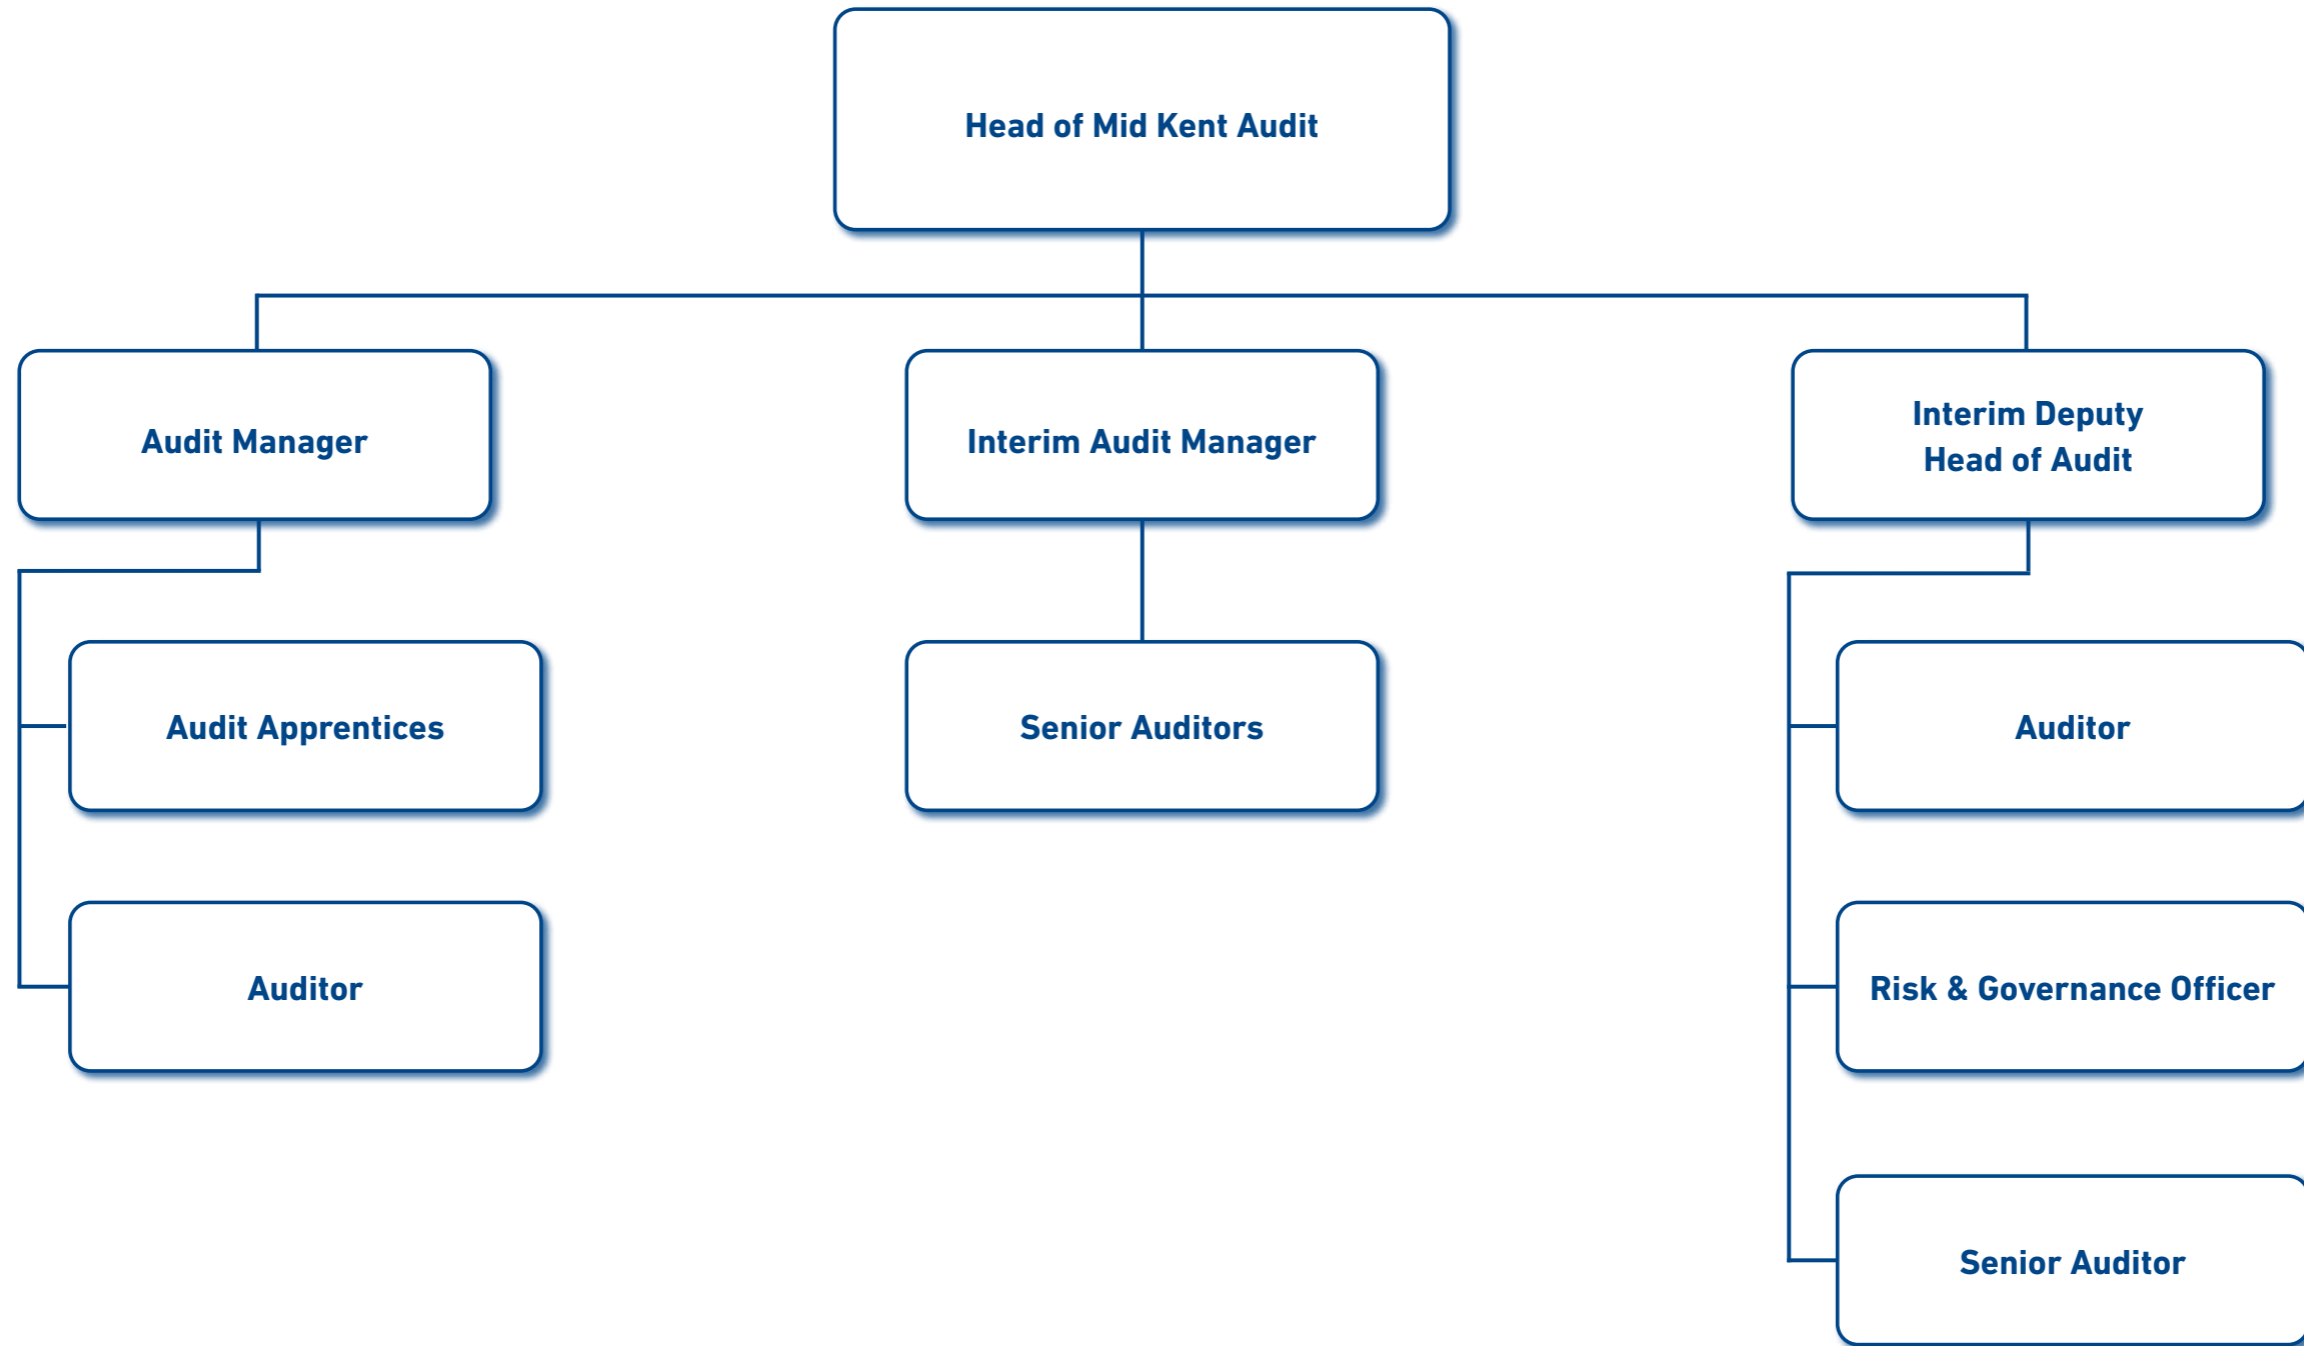 Head of Mid Kent Audit
Audit Manager
Interim Audit Manager
Interim Deputy
Head of Audit
Audit Apprentices
Senior Auditors
Auditor
Auditor
Risk & Governance Officer
Senior Auditor